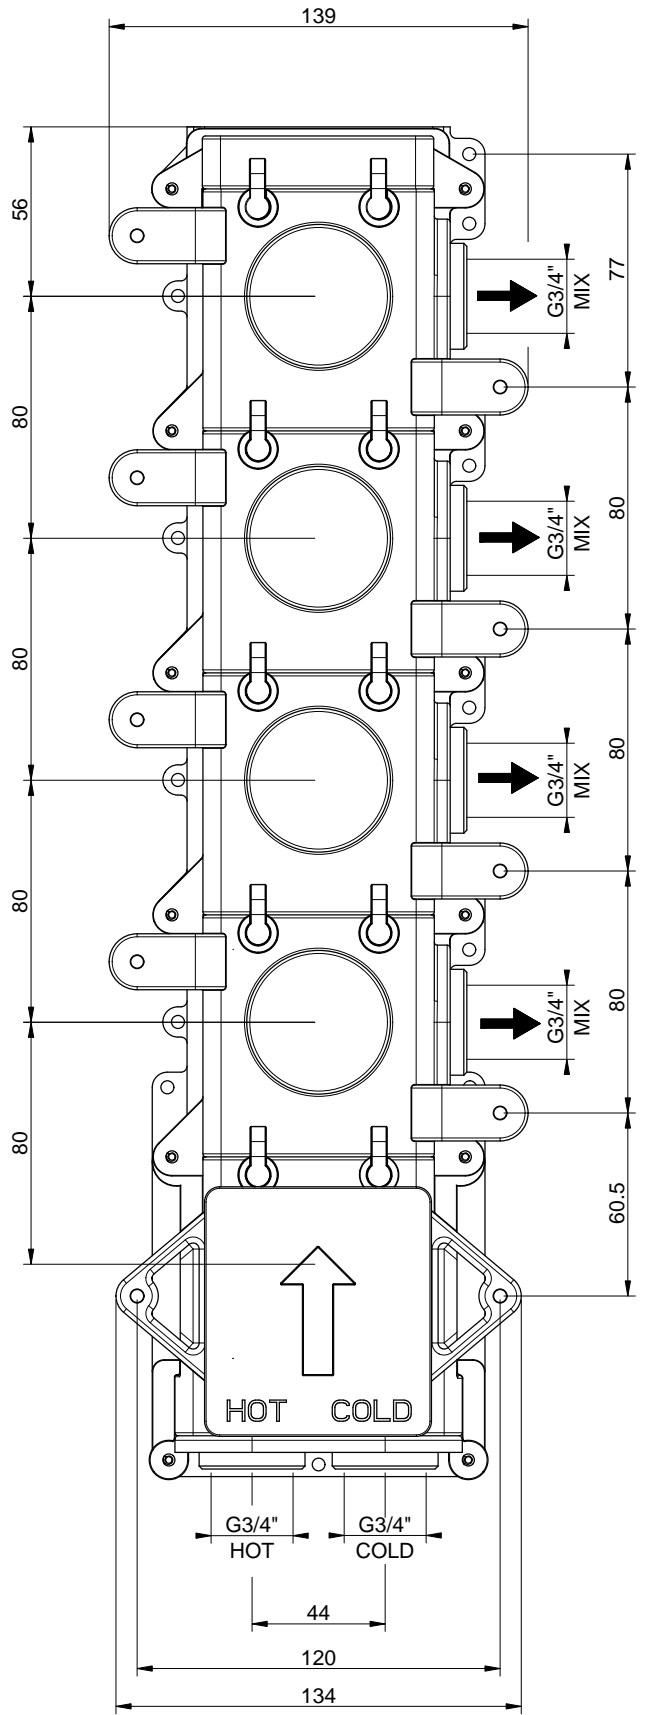 139
56
77
G3/4"
MIX
80
80
G3/4"
MIX
80
80
G3/4"
MIX
80
80
G3/4"
MIX
80
80
60.5
HOT COLD
G3/4"
HOT
G3/4"
COLD
44
120
134